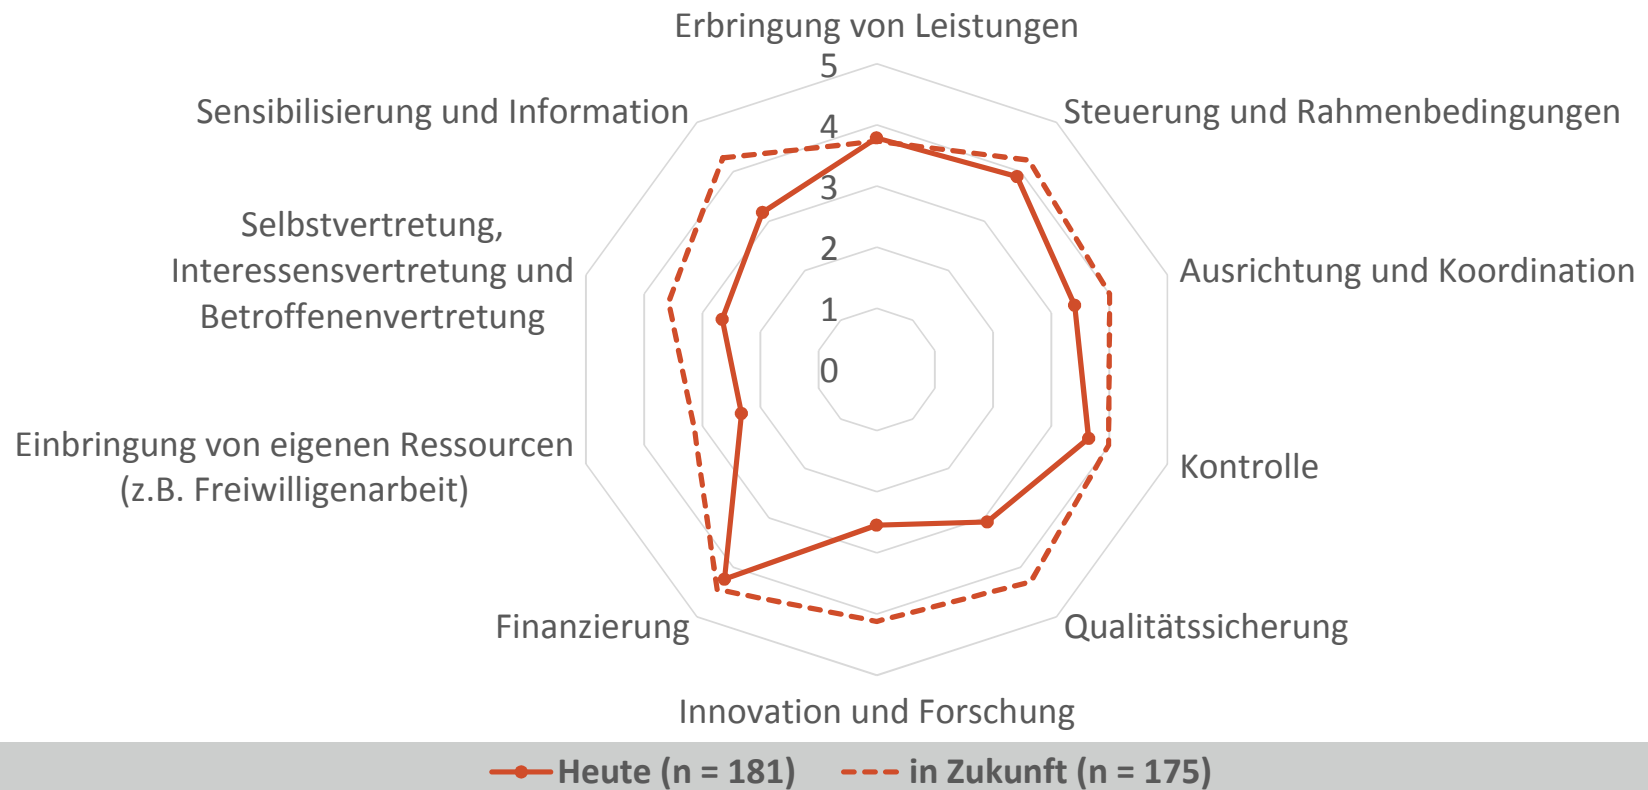 Erbringung von Leistungen
5
Sensibilisierung und Information
Steuerung und Rahmenbedingungen
4
3
Selbstvertretung,
Interessensvertretung und
Betroffenenvertretung
2
Ausrichtung und Koordination
1
0
Einbringung von eigenen Ressourcen
(z.B. Freiwilligenarbeit)
Kontrolle
Finanzierung
Qualitätssicherung
Innovation und Forschung
Heute (n = 181) in Zukunft (n = 175)